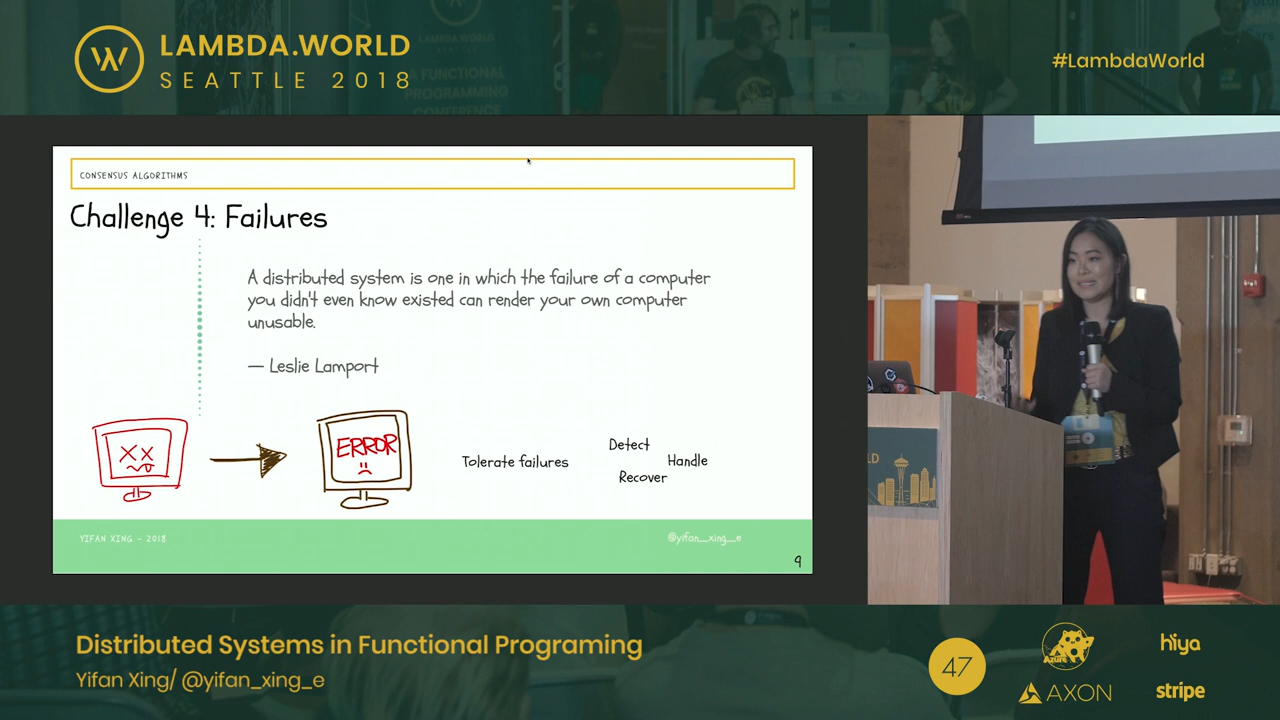 LAMBDA.WORLD
SEATTLE 2018
#LambdaWorld
CONSENSUS ALGORITHMS
Challenge 4: Failures
A distributed system is one in which the failure of a computer
you didn't even know existed can render your own computer
unusable.
— Leslie Lamport
XX
ERROR
Tolerate failures
Detect
Handle
Recover
YIFAN XING - 2018
@yifan_xing_e
9
Distributed Systems in Functional Programing
Yifan Xing/ @yifan_xing_e
47
Azure
hiya
AXON
stripe